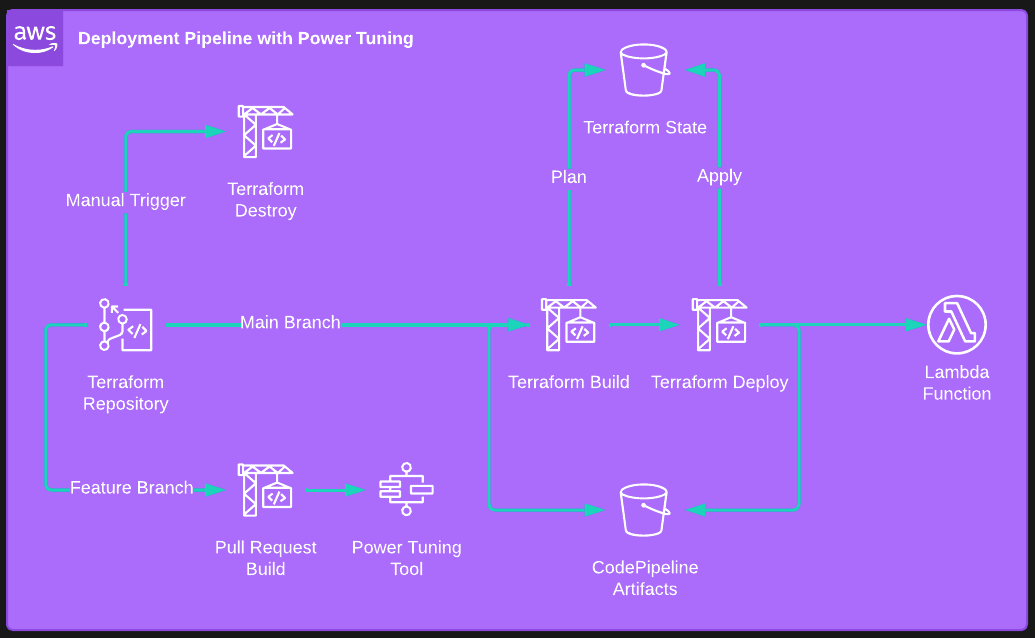 aws
Deployment Pipeline with Power Tuning
Terraform State
Manual Trigger
Terraform
Destroy
Plan
Apply
Main Branch
Terraform
Repository
Terraform Build
Terraform Deploy
Lambda
Function
Feature Branch
Pull Request
Build
Power Tuning
Tool
CodePipeline
Artifacts